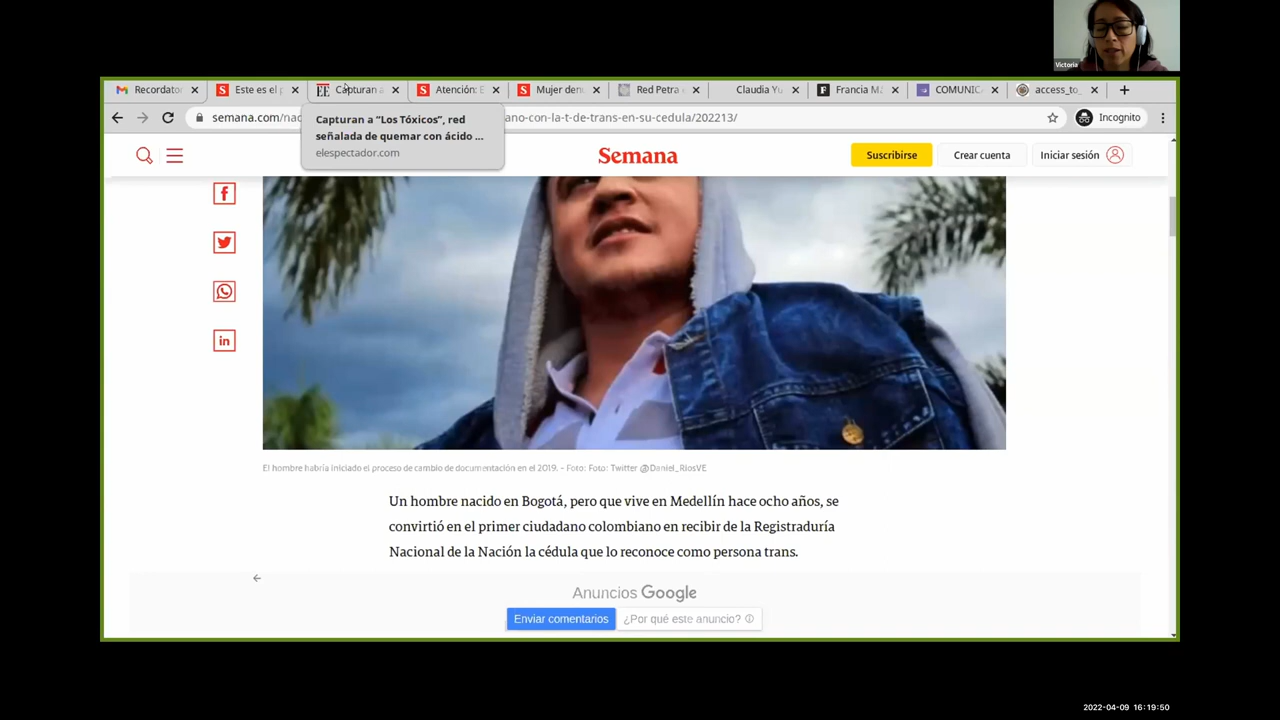 Victoria
Recordato
Este es el p
Capturan a
Atención: E
Mujer den
Red Petra
Claudia Yu
Francia M
COMUNIC
access_to_
semana.com/nac
ano-con-la-t-de-trans-en-su-cedula/202213/
Incognito
Capturan a “Los Tóxicos”, red
señalada de quemar con ácido ...
elespectador.com
Semana
Suscribirse
Crear cuenta
Iniciar sesión
El hombre habría iniciado el proceso de cambio de documentación en el 2019. - Foto: Foto: Twitter @Daniel_RiosVE
Un hombre nacido en Bogotá, pero que vive en Medellín hace ocho años, se
convirtió en el primer ciudadano colombiano en recibir de la Registraduría
Nacional de la Nación la cédula que lo reconoce como persona trans.
Anuncios Google
Enviar comentarios
¿Por qué este anuncio?
2022-04-09 16:19:50